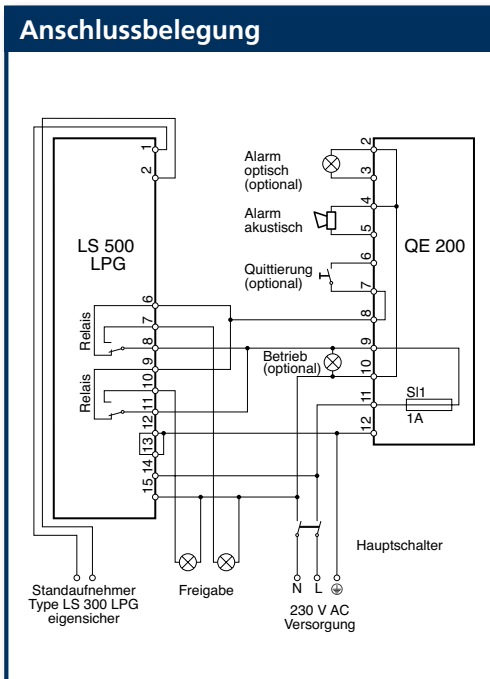 Anschlussbelegung
1
2
LS 500
LPG
Relais
Relais
6
7
8
9
10
11
12
13
14
15
Alarm
optisch
(optional)
Alarm
akustisch
Quittierung
(optional)
Betrieb
(optional)
2
3
4
5
6
7
8
9
10
11
12
QE 200
SI1
1A
Hauptschalter
Standaufnehmer
Type LS 300 LPG
eigensicher
Freigabe
N L
230 V AC
Versorgung